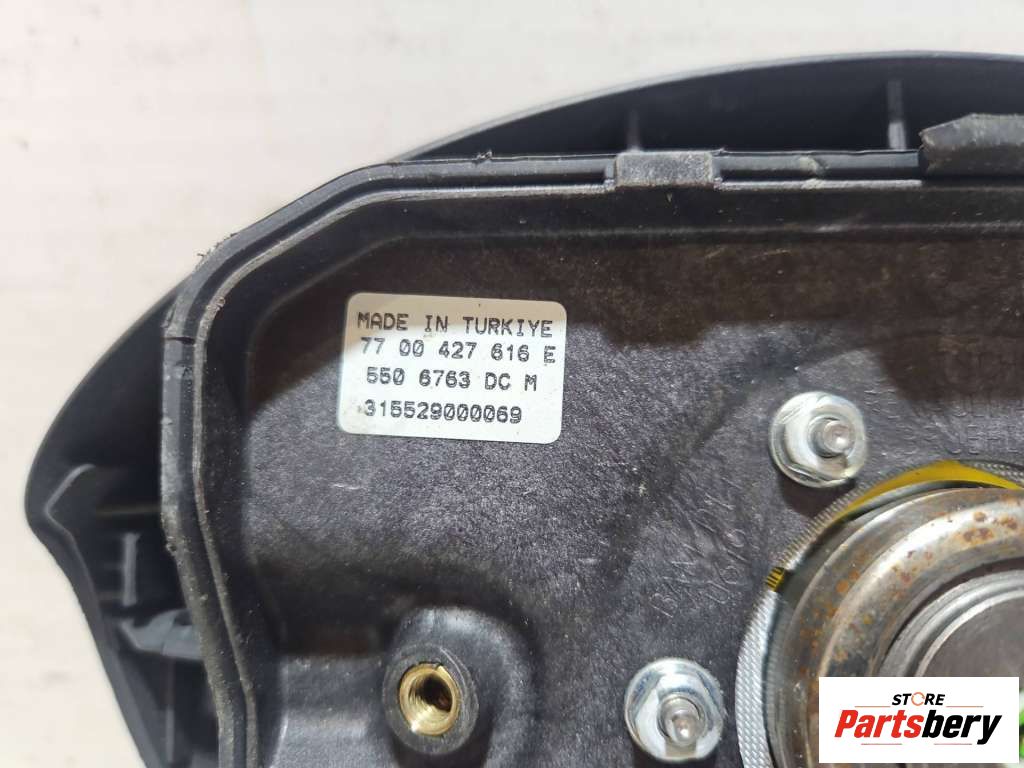 MADE IN TURKIYE
77 00 427 616 E
550 6763 DC M
315529000069
STORE
Partsbery